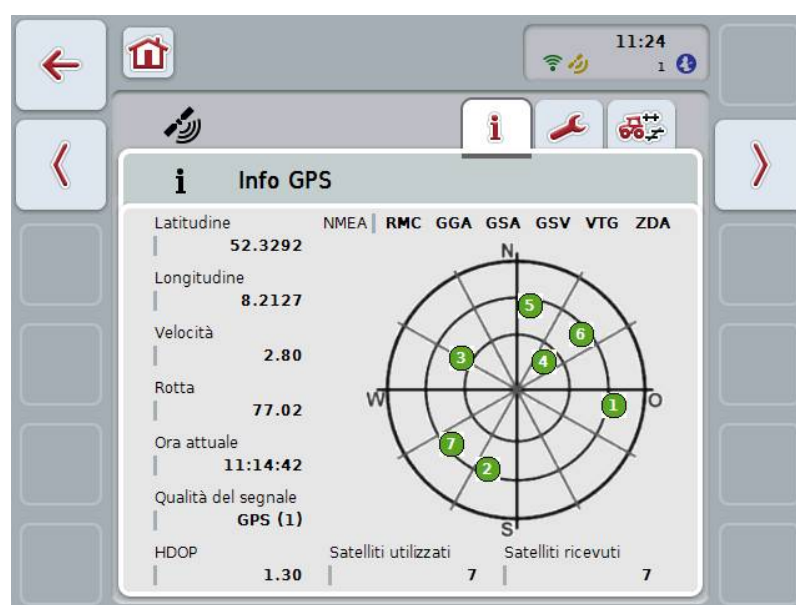 11:24
1
i
i Info GPS
Latitudine
52.3292
Longitudine
8.2127
Velocità
2.80
Rotta
77.02
Ora attuale
11:14:42
Qualità del segnale
GPS (1)
HDOP
1.30
NMEA RMC GGA GSA GSV VTG ZDA
N
5
6
3
4
W
1
O
7
2
S
Satelliti utilizzati
7
Satelliti ricevuti
7